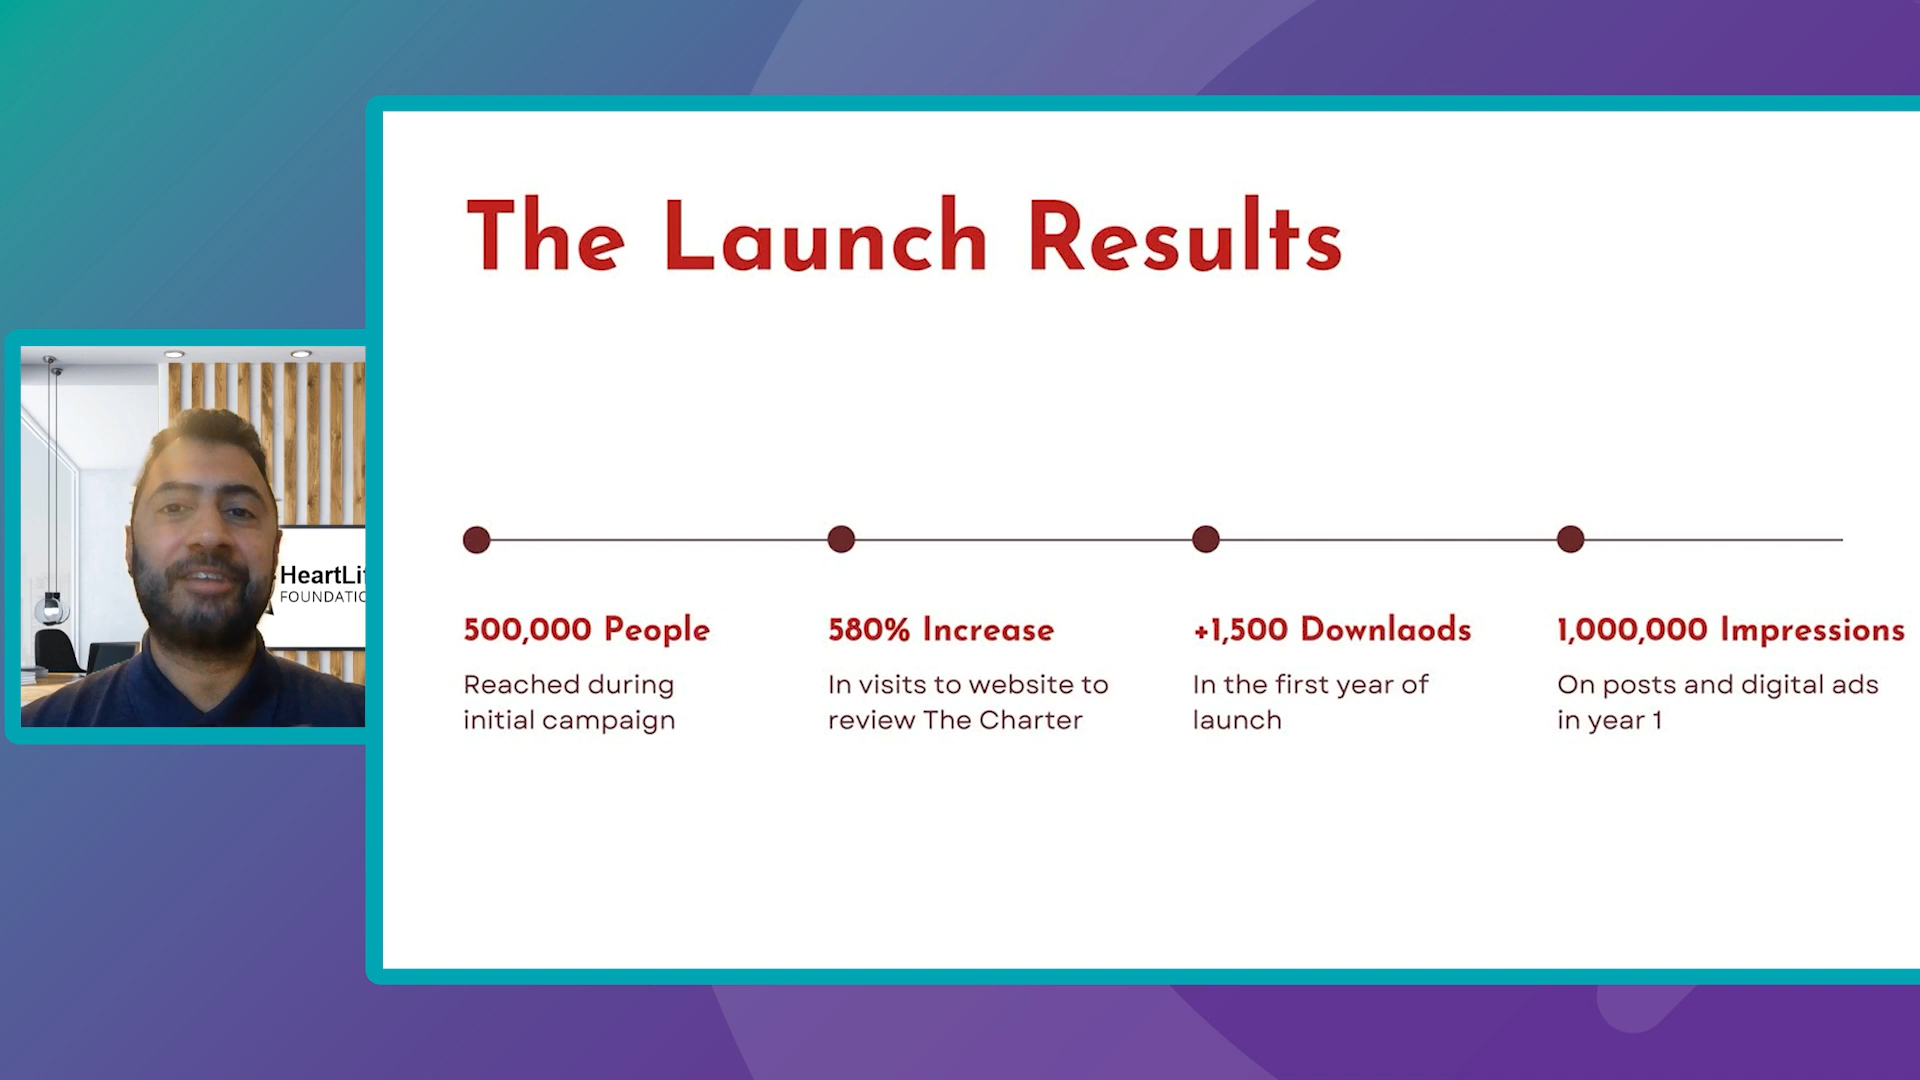 The Launch Results
HeartLif
FOUNDATIO
500,000 People
Reached during
initial campaign
580% Increase
In visits to website to
review The Charter
+1,500 Downlaods
In the first year of
launch
1,000,000 Impressions
On posts and digital ads
in year 1